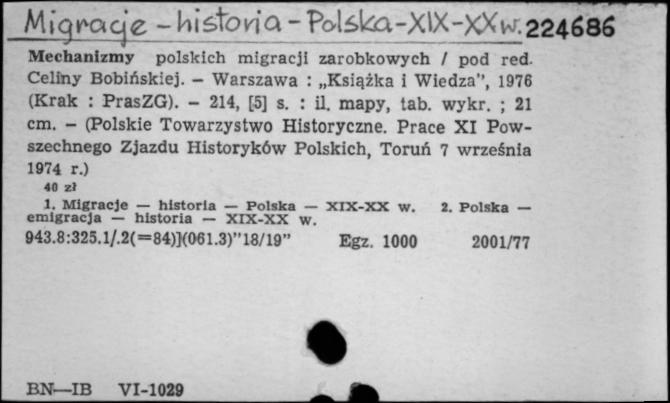 Migracje – historia – Polska – XIX – XX w. 224686
Mechanizmy polskich migracji zarobkowych / pod red.
Celiny Bobińskiej. – Warszawa : „Książka i Wiedza”, 1976
(Krak : PrasZG). – 214, [5] s. : il. mapy, tab. wykr. ; 21
cm. – (Polskie Towarzystwo Historyczne. Prace XI Pow-
szechnego Zjazdu Historyków Polskich, Toruń 7 września
1974 r.)
40 zł
1. Migracje — historia — Polska — XIX-XX w. 2. Polska —
emigracja — historia — XIX-XX w.
943.8:325.1/.2(=84)](061.3)”18/19” Egz. 1000 2001/77
BN—IB VI-1029